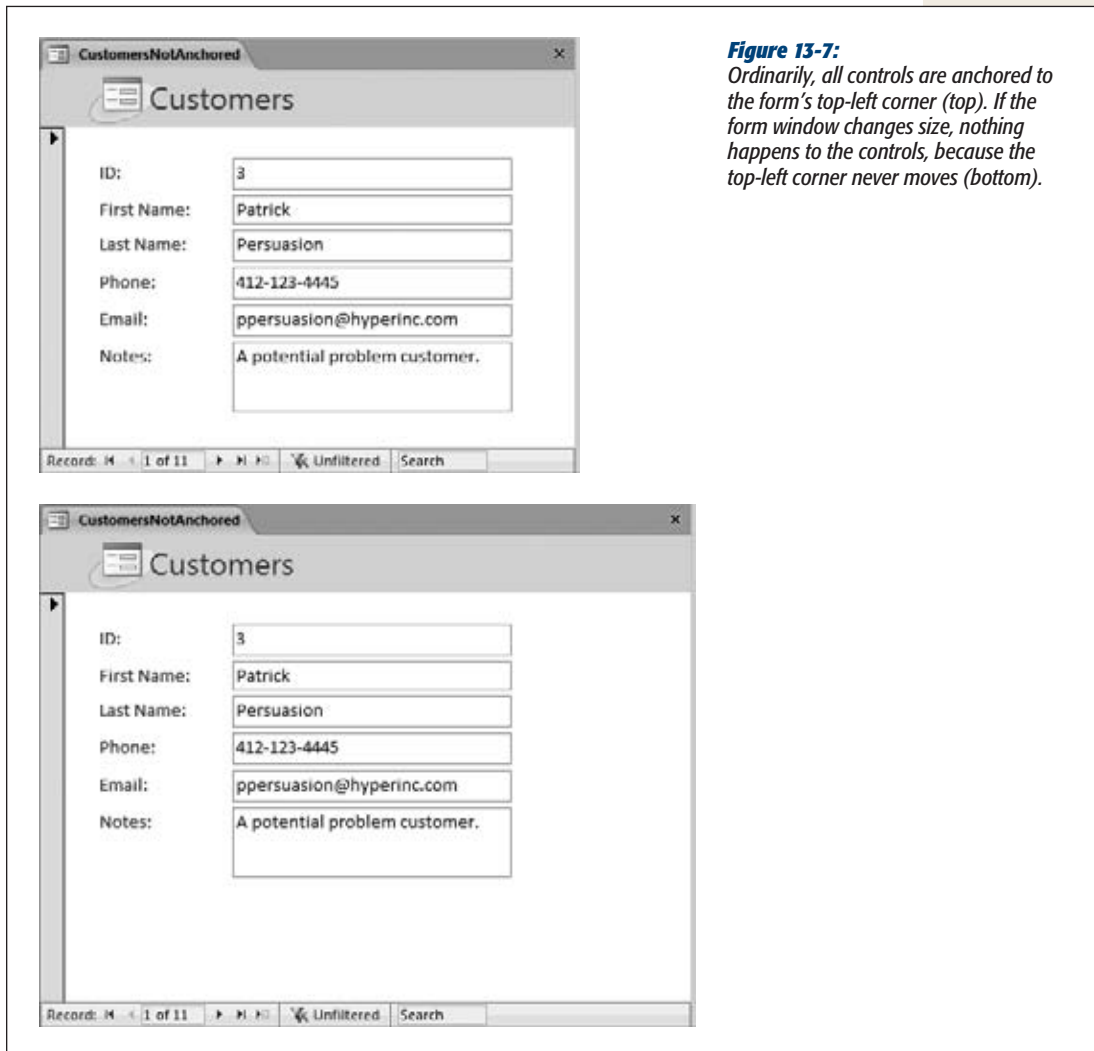 CustomersNotAnchored
Customers
ID: 3
First Name: Patrick
Last Name: Persuasion
Phone: 412-123-4445
Email: ppersuasion@hyperinc.com
Notes: A potential problem customer.
Record: 1 of 11 Unfiltered Search
Figure 13-7:
Ordinarily, all controls are anchored to
the form's top-left corner (top). If the
form window changes size, nothing
happens to the controls, because the
top-left corner never moves (bottom).
CustomersNotAnchored
Customers
ID: 3
First Name: Patrick
Last Name: Persuasion
Phone: 412-123-4445
Email: ppersuasion@hyperinc.com
Notes: A potential problem customer.
Record: 1 of 11 Unfiltered Search